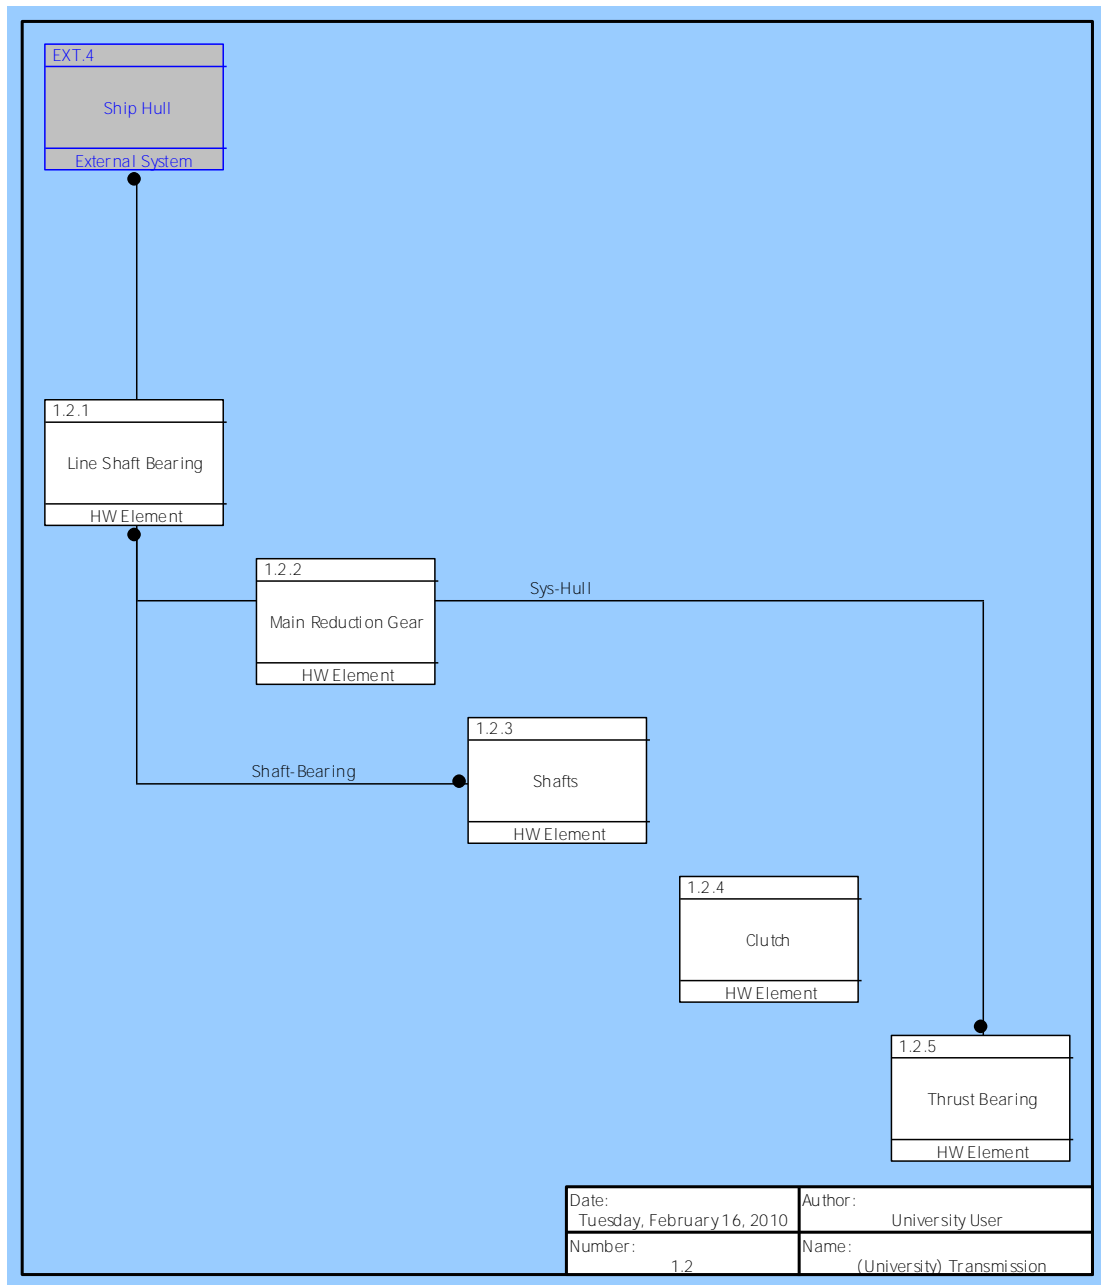 EXT.4
Ship Hull
External System
1.2.1
Line Shaft Bearing
HW Element
1.2.2
Main Reduction Gear
HW Element
Sys-Hull
1.2.3
Shafts
HW Element
Shaft-Bearing
1.2.4
Clutch
HW Element
1.2.5
Thrust Bearing
HW Element
Date:
Tuesday, February 16, 2010
Author:
University User
Number:
1.2
Name:
(University) Transmission